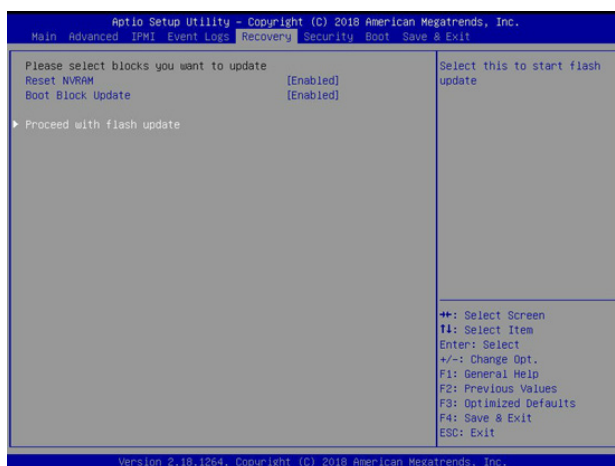 Aptio Setup Utility – Copyright (C) 2018 American Megatrends, Inc.
Main Advanced IPMI Event Logs Recovery Security Boot Save & Exit
Please select blocks you want to update
Reset NVRAM [Enabled]
Boot Block Update [Enabled]
▶ Proceed with flash update
Select this to start flash
update
→←: Select Screen
↑↓: Select Item
Enter: Select
+/-: Change Opt.
F1: General Help
F2: Previous Values
F3: Optimized Defaults
F4: Save & Exit
ESC: Exit
Version 2.18.1264. Copyright (C) 2018 American Megatrends, Inc.